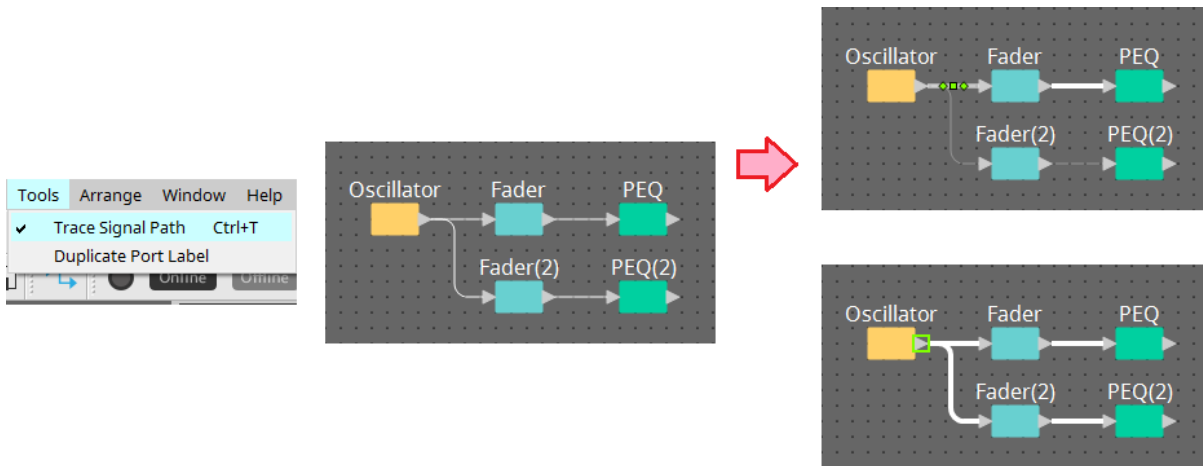 Tools Arrange Window Help
✔ Trace Signal Path Ctrl+T
Duplicate Port Label
Online Offline
Oscillator Fader PEQ
Fader(2) PEQ(2)
Oscillator Fader PEQ
Fader(2) PEQ(2)
Oscillator Fader PEQ
Fader(2) PEQ(2)